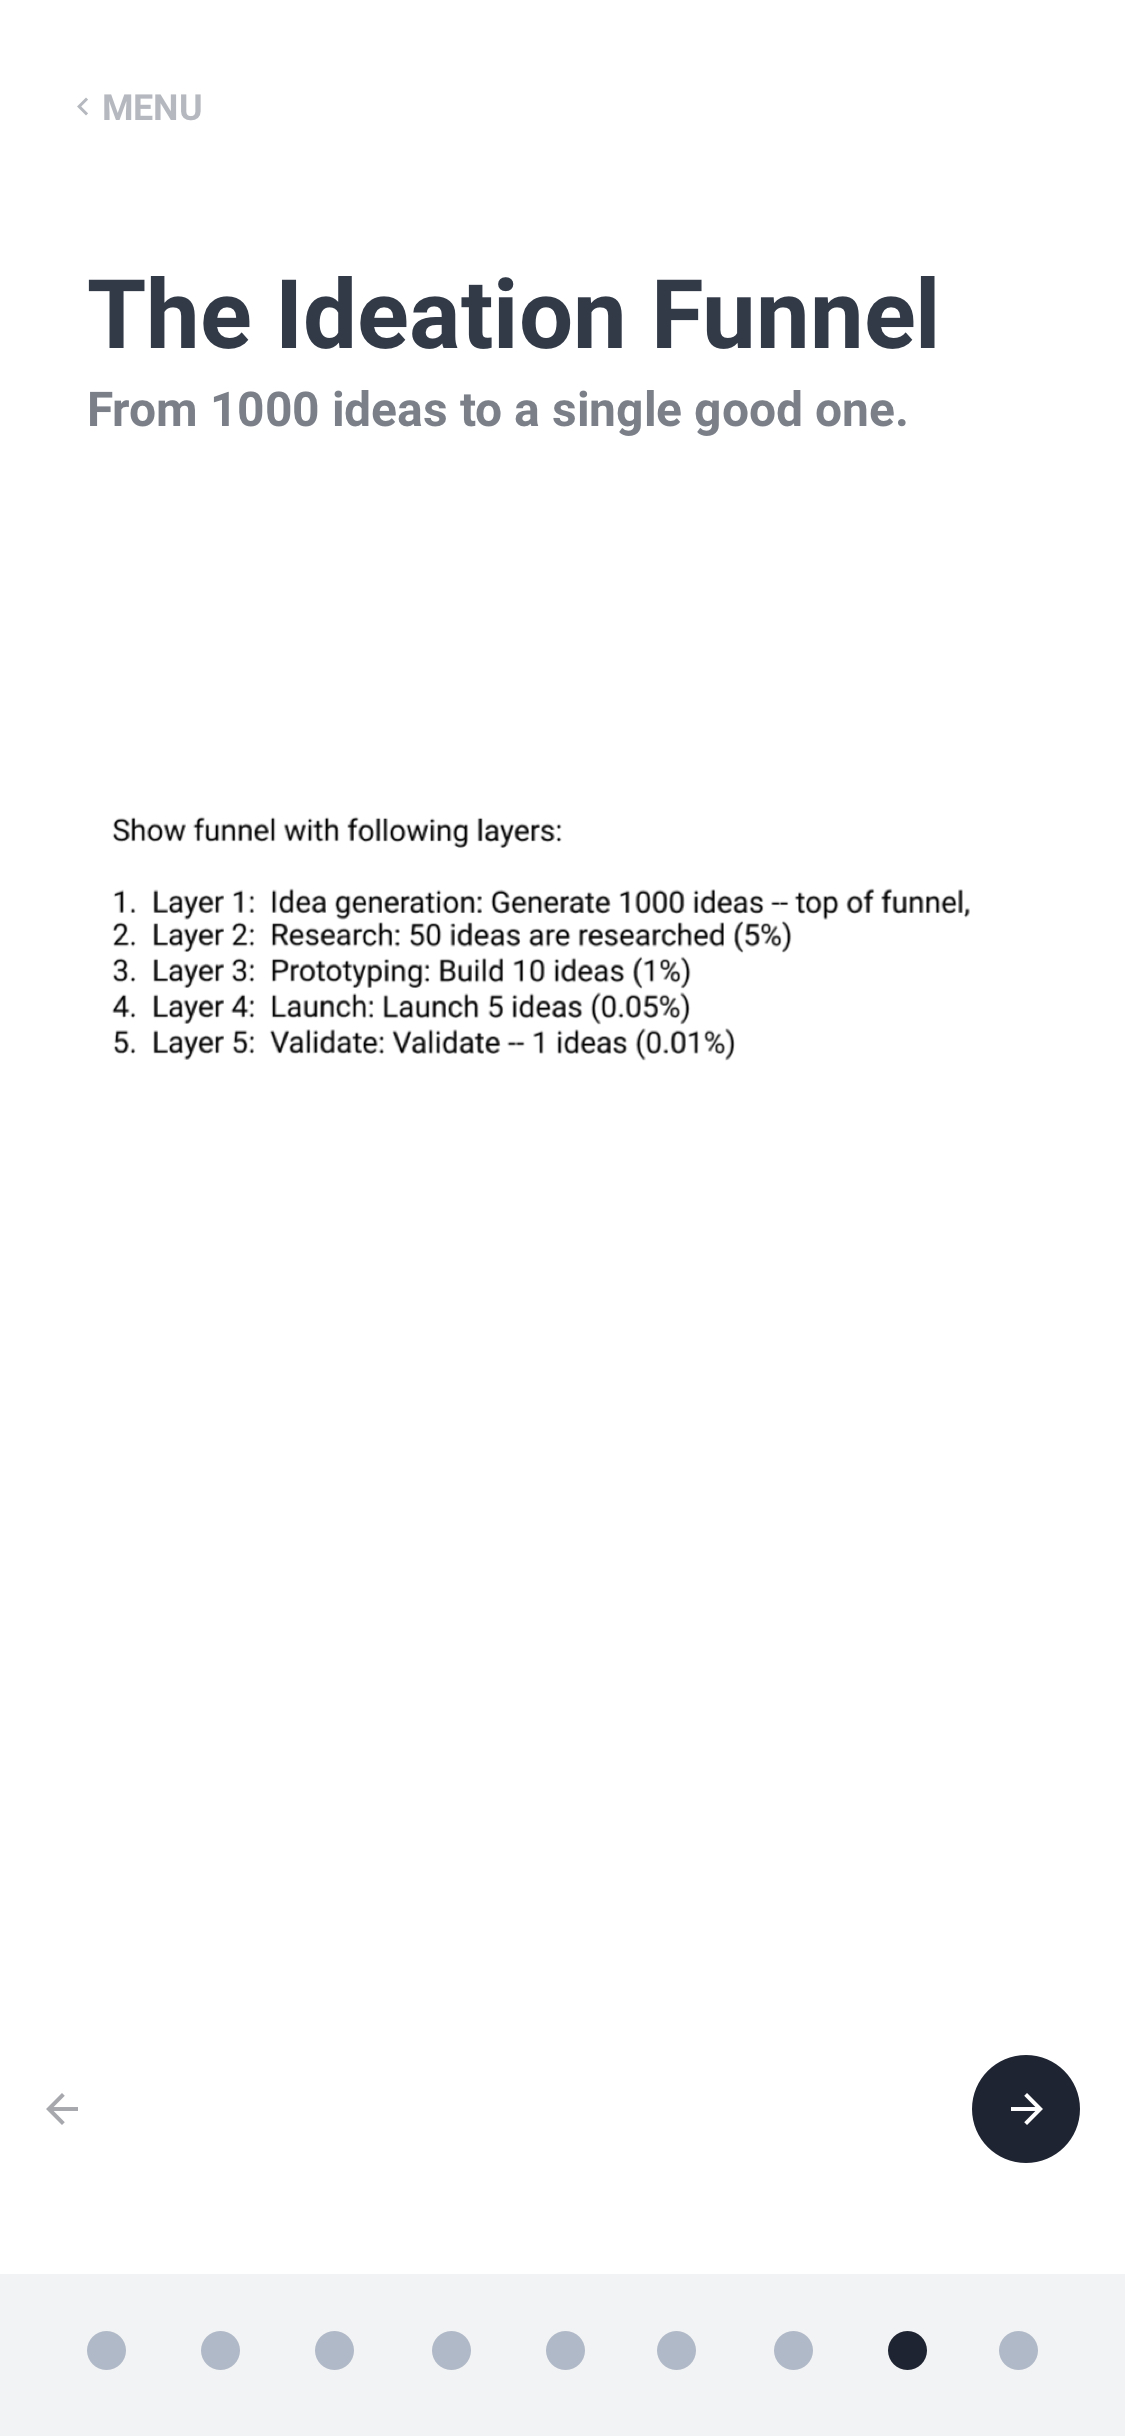 MENU
The Ideation Funnel
From 1000 ideas to a single good one.
Show funnel with following layers:
1. Layer 1: Idea generation: Generate 1000 ideas -- top of funnel,
2. Layer 2: Research: 50 ideas are researched (5%)
3. Layer 3: Prototyping: Build 10 ideas (1%)
4. Layer 4: Launch: Launch 5 ideas (0.05%)
5. Layer 5: Validate: Validate -- 1 ideas (0.01%)